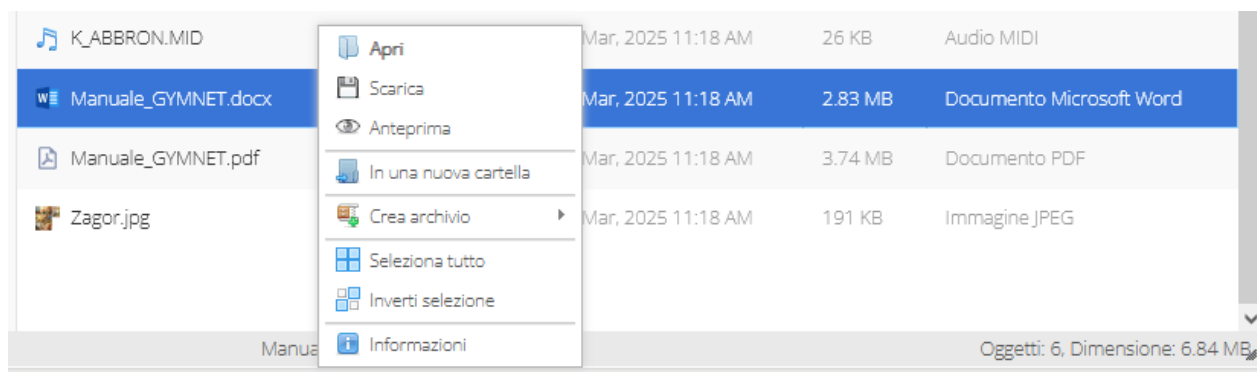 K_ABBRON.MID Mar, 2025 11:18 AM 26 KB Audio MIDI
Manuale_GYMNET.docx Mar, 2025 11:18 AM 2.83 MB Documento Microsoft Word
Manuale_GYMNET.pdf Mar, 2025 11:18 AM 3.74 MB Documento PDF
Zagor.jpg Mar, 2025 11:18 AM 191 KB Immagine JPEG
Apri
Scarica
Anteprima
In una nuova cartella
Crea archivio
Seleziona tutto
Inverti selezione
Informazioni
Oggetti: 6, Dimensione: 6.84 MB